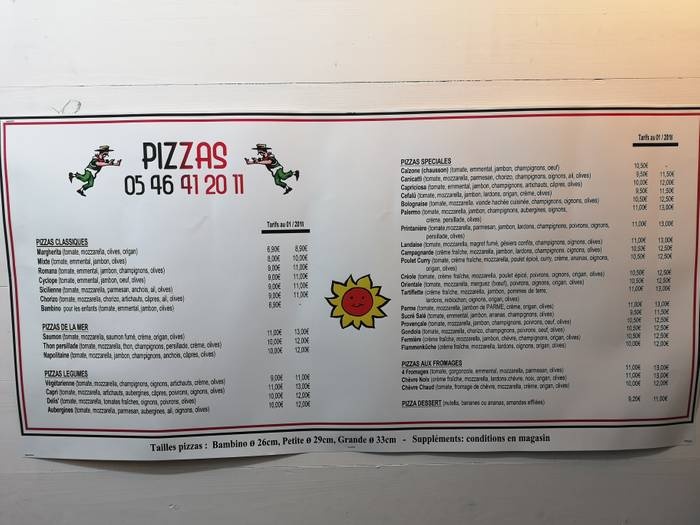 PIZZAS
05 46 41 20 11
Tarifs au 01 / 2018
PIZZAS CLASSIQUES
Margherita (tomate, mozzarella, olives, origan) 6,90€ 8,90€
Mixte (tomate, emmental, jambon, olives) 8,00€ 10,00€
Romana (tomate, emmental, jambon, champignons, olives) 9,00€ 11,00€
Cyclope (tomate, emmental, jambon, oeuf, olives) 9,00€ 11,00€
Sicilienne (tomate, mozzarella, parmesan, anchois, ail, olives) 9,00€ 11,00€
Chorizo (tomate, mozzarella, chorizo, artichauts, câpres, ail, olives) 9,00€ 11,00€
Bambino pour les enfants (tomate, emmental, jambon, olives) 6,90€ -
PIZZAS DE LA MER
Saumon (tomate, mozzarella, saumon fumé, crème, origan, olives) 11,00€ 13,00€
Thon persillade (tomate, mozzarella, thon, champignons, persillade, crème, olives) 10,00€ 12,00€
Napolitaine (tomate, mozzarella, jambon, champignons, anchois, câpres, olives) 10,00€ 12,00€
PIZZAS LEGUMES
Végétarienne (tomate, mozzarella, champignons, oignons, artichauts, crème, olives) 9,00€ 11,00€
Capri (tomate, mozzarella, artichauts, aubergines, câpres, poivrons, oignons, olives) 11,00€ 13,00€
Delis' (tomate, mozzarella, tomates fraîches, oignons, poivrons, olives) 10,00€ 12,00€
Aubergines (tomate, mozzarella, parmesan, aubergines, ail, oignons, olives) 10,00€ 12,00€
Tarifs au 01 / 2018
PIZZAS SPECIALES
Calzone (chausson) (tomate, emmental, jambon, champignons, oeuf) 10,50€ -
Canicatti (tomate, mozzarella, parmesan, chorizo, champignons, oignons, ail, olives) 9,50€ 11,50€
Capricciosa (tomate, emmental, jambon, champignons, artichauts, câpres, olives) 10,00€ 12,00€
Cefalù (tomate, mozzarella, jambon, lardons, origan, crème, olives) 10,50€ 12,50€
Bolognaise (tomate, mozzarella, viande hachée cuisinée, champignons, oignons, olives) 10,50€ 12,50€
Palermo (tomate, mozzarella, jambon, champignons, aubergines, oignons, 11,00€ 13,00€
crème, persillade, olives)
Printanière (tomate, mozzarella, parmesan, jambon, lardons, champignons, poivrons, oignons, 11,00€ 13,00€
persillade, olives)
Landaise (tomate, mozzarella, magret fumé, gésiers confits, champignons, oignons, olives) 11,00€ 13,00€
Campagnarde (crème fraîche, mozzarella, jambon, lardons, champignons, oignons, olives) 10,50€ 12,50€
Poulet Curry (crème fraîche, mozzarella, poulet épicé, curry, crème, ananas, oignons, 10,50€ 12,50€
origan, olives)
Créole (tomate, crème fraîche, mozzarella, poulet épicé, poivrons, oignons, origan, olives) 10,50€ 12,50€
Orientale (tomate, mozzarella, merguez (boeuf), poivrons, oignons, origan, olives) 10,50€ 12,50€
Tartiflette (crème fraîche, mozzarella, jambon, pommes de terre, 11,00€ 13,00€
lardons, reblochon, oignons, origan, olives)
Parme (tomate, mozzarella, jambon de PARME, crème, origan, olives) 11,00€ 13,00€
Sucré Salé (tomate, emmental, ananas, jambon, champignons, crème, olives) 9,50€ 11,50€
Provençale (tomate, mozzarella, jambon, champignons, poivrons, oeuf, olives) 10,50€ 12,50€
Gondola (tomate, mozzarella, chorizo, champignons, poivrons, crème, olives) 10,50€ 12,50€
Fermière (crème fraîche, mozzarella, jambon, chèvre, champignons, origan, olives) 10,50€ 12,50€
Flammenküche (crème fraîche, mozzarella, lardons, oignons, origan, olives) 10,00€ 12,00€
PIZZAS AUX FROMAGES
4 Fromages (tomate, gorgonzola, emmental, mozzarella, parmesan, olives) 11,00€ 13,00€
Chèvre Noix (crème fraîche, mozzarella, lardons chèvre, noix, origan, olives) 11,00€ 13,00€
Chèvre Chaud (tomate, fromage de chèvre, mozzarella, crème, origan, olives) 10,00€ 12,00€
PIZZA DESSERT (nutella, bananes ou ananas, amandes effilées) 9,20€ 11,00€
Tailles pizzas : Bambino ø 26cm, Petite ø 29cm, Grande ø 33cm - Suppléments: conditions en magasin